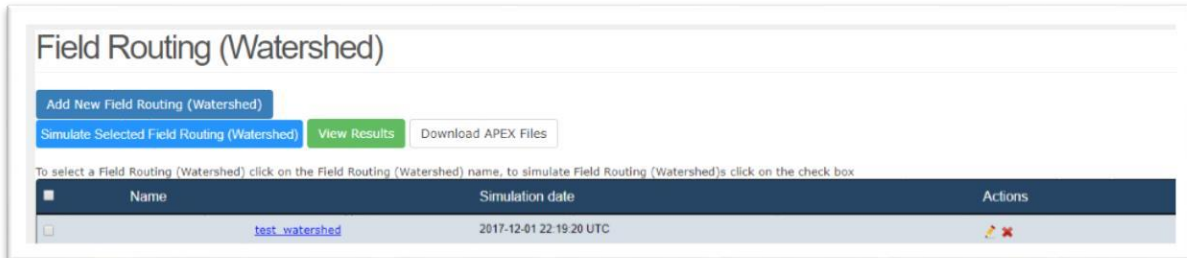 Field Routing (Watershed)
Add New Field Routing (Watershed)
Simulate Selected Field Routing (Watershed) View Results Download APEX Files
To select a Field Routing (Watershed) click on the Field Routing (Watershed) name, to simulate Field Routing (Watershed)s click on the check box
Name Simulation date Actions
test_watershed 2017-12-01 22:19:20 UTC